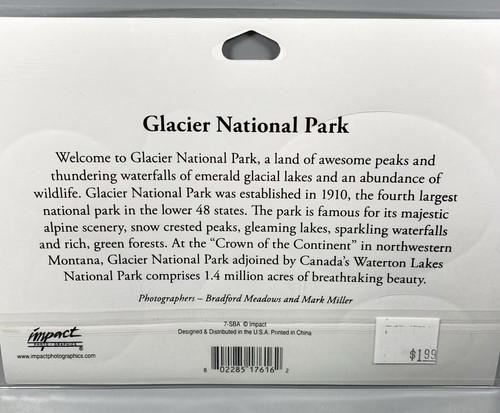 Glacier National Park
Welcome to Glacier National Park, a land of awesome peaks and
thundering waterfalls of emerald glacial lakes and an abundance of
wildlife. Glacier National Park was established in 1910, the fourth largest
national park in the lower 48 states. The park is famous for its majestic
alpine scenery, snow crested peaks, gleaming lakes, sparkling waterfalls
and rich, green forests. At the “Crown of the Continent” in northwestern
Montana, Glacier National Park adjoined by Canada’s Waterton Lakes
National Park comprises 1.4 million acres of breathtaking beauty.
Photographers – Bradford Meadows and Mark Miller
impact
PHOTO-GRAPHICS
®
www.impactphotographics.com
7-SBA © Impact
Designed & Distributed in the U.S.A. Printed in China
8 02285 17616 2
$1.99